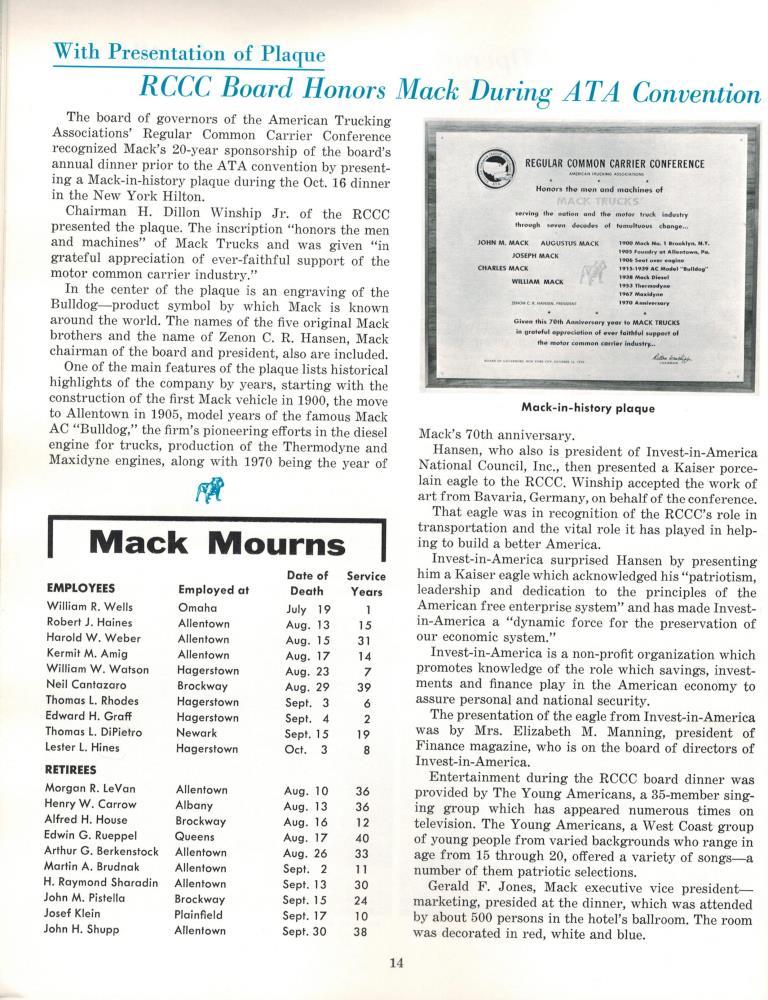 With Presentation of Plaque
RCCC Board Honors Mack During ATA Convention
The board of governors of the American Trucking
Associations' Regular Common Carrier Conference
recognized Mack's 20-year sponsorship of the board's
annual dinner prior to the ATA convention by present-
ing a Mack-in-history plaque during the Oct. 16 dinner
in the New York Hilton.
Chairman H. Dillon Winship Jr. of the RCCC
presented the plaque. The inscription "honors the men
and machines" of Mack Trucks and was given "in
grateful appreciation of ever-faithful support of the
motor common carrier industry."
In the center of the plaque is an engraving of the
Bulldog—product symbol by which Mack is known
around the world. The names of the five original Mack
brothers and the name of Zenon C. R. Hansen, Mack
chairman of the board and president, also are included.
One of the main features of the plaque lists historical
highlights of the company by years, starting with the
construction of the first Mack vehicle in 1900, the move
to Allentown in 1905, model years of the famous Mack
AC "Bulldog," the firm's pioneering efforts in the diesel
engine for trucks, production of the Thermodyne and
Maxidyne engines, along with 1970 being the year of
REGULAR COMMON CARRIER CONFERENCE
AMERICAN TRUCKING ASSOCIATIONS
Honors the men and machines of
MACK TRUCKS
serving the nation and the motor truck industry
through seven decades of tumultuous change...
JOHN M. MACK AUGUSTUS MACK
JOSEPH MACK
CHARLES MACK
WILLIAM MACK
1900 Mack No. 1 Brooklyn, N.Y.
1905 Foundry at Allentown, Pa.
1906 Seat over engine
1915-1939 AC Model "Bulldog"
1938 Mack Diesel
1953 Thermodyne
1967 Maxidyne
1970 Anniversary
ZENON C. R. HANSEN, PRESIDENT
Given this 70th Anniversary year to MACK TRUCKS
in grateful appreciation of ever faithful support of
the motor common carrier industry...
Mack-in-history plaque
Mack's 70th anniversary.
Hansen, who also is president of Invest-in-America
National Council, Inc., then presented a Kaiser porce-
lain eagle to the RCCC. Winship accepted the work of
art from Bavaria, Germany, on behalf of the conference.
That eagle was in recognition of the RCCC's role in
transportation and the vital role it has played in help-
ing to build a better America.
Invest-in-America surprised Hansen by presenting
him a Kaiser eagle which acknowledged his "patriotism,
leadership and dedication to the principles of the
American free enterprise system" and has made Invest-
in-America a "dynamic force for the preservation of
our economic system."
Invest-in-America is a non-profit organization which
promotes knowledge of the role which savings, invest-
ments and finance play in the American economy to
assure personal and national security.
The presentation of the eagle from Invest-in-America
was by Mrs. Elizabeth M. Manning, president of
Finance magazine, who is on the board of directors of
Invest-in-America.
Entertainment during the RCCC board dinner was
provided by The Young Americans, a 35-member sing-
ing group which has appeared numerous times on
television. The Young Americans, a West Coast group
of young people from varied backgrounds who range in
age from 15 through 20, offered a variety of songs—a
number of them patriotic selections.
Gerald F. Jones, Mack executive vice president—
marketing, presided at the dinner, which was attended
by about 500 persons in the hotel's ballroom. The room
was decorated in red, white and blue.
Mack Mourns
EMPLOYEES Employed at Date of Death Service Years
William R. Wells Omaha July 19 1
Robert J. Haines Allentown Aug. 13 15
Harold W. Weber Allentown Aug. 15 31
Kermit M. Amig Allentown Aug. 17 14
William W. Watson Hagerstown Aug. 23 7
Neil Cantazaro Brockway Aug. 29 39
Thomas L. Rhodes Hagerstown Sept. 3 6
Edward H. Graff Hagerstown Sept. 4 2
Thomas L. DiPietro Newark Sept. 15 19
Lester L. Hines Hagerstown Oct. 3 8
RETIREES
Morgan R. LeVan Allentown Aug. 10 36
Henry W. Carrow Albany Aug. 13 36
Alfred H. House Brockway Aug. 16 12
Edwin G. Rueppel Queens Aug. 17 40
Arthur G. Berkenstock Allentown Aug. 26 33
Martin A. Brudnak Allentown Sept. 2 11
H. Raymond Sharadin Allentown Sept. 13 30
John M. Pistella Brockway Sept. 15 24
Josef Klein Plainfield Sept. 17 10
John H. Shupp Allentown Sept. 30 38
14